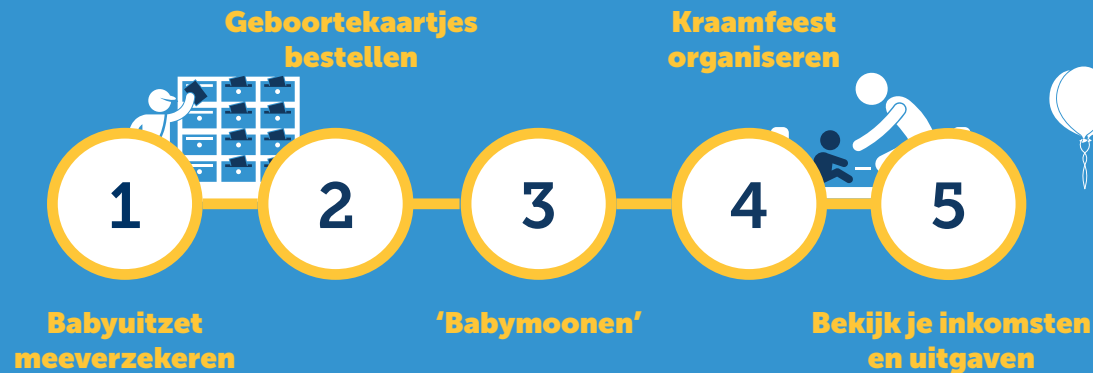 Geboortekaartjes
bestellen
Kraamfeest
organiseren
1
2
3
4
5
Babyuitzet
meeverzekeren
‘Babymoonen’
Bekijk je inkomsten
en uitgaven